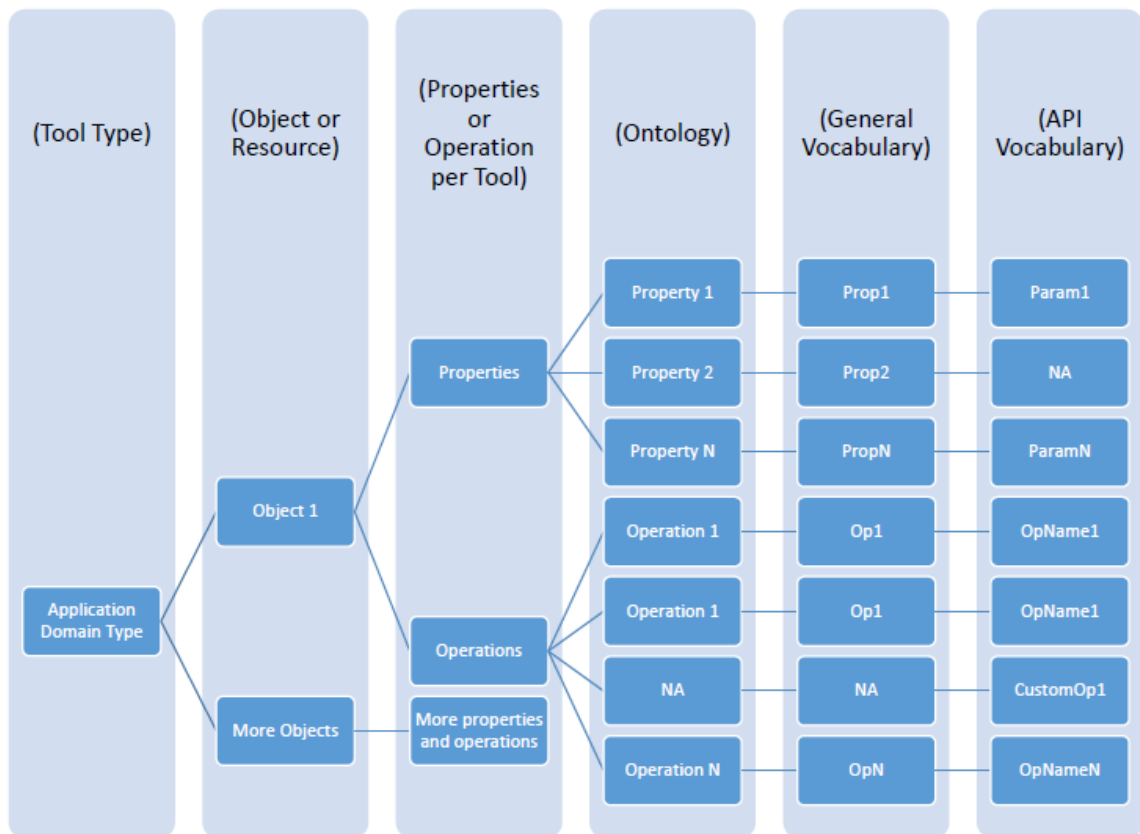 (Tool Type)
(Object or
Resource)
(Properties
or
Operation
per Tool)
(Ontology)
(General
Vocabulary)
(API
Vocabulary)
Property 1
Prop1
Param1
Properties
Property 2
Prop2
NA
Property N
PropN
ParamN
Object 1
Operation 1
Op1
OpName1
Application
Domain Type
Operation 1
Op1
OpName1
Operations
NA
NA
CustomOp1
More Objects
More properties
and operations
Operation N
OpN
OpNameN